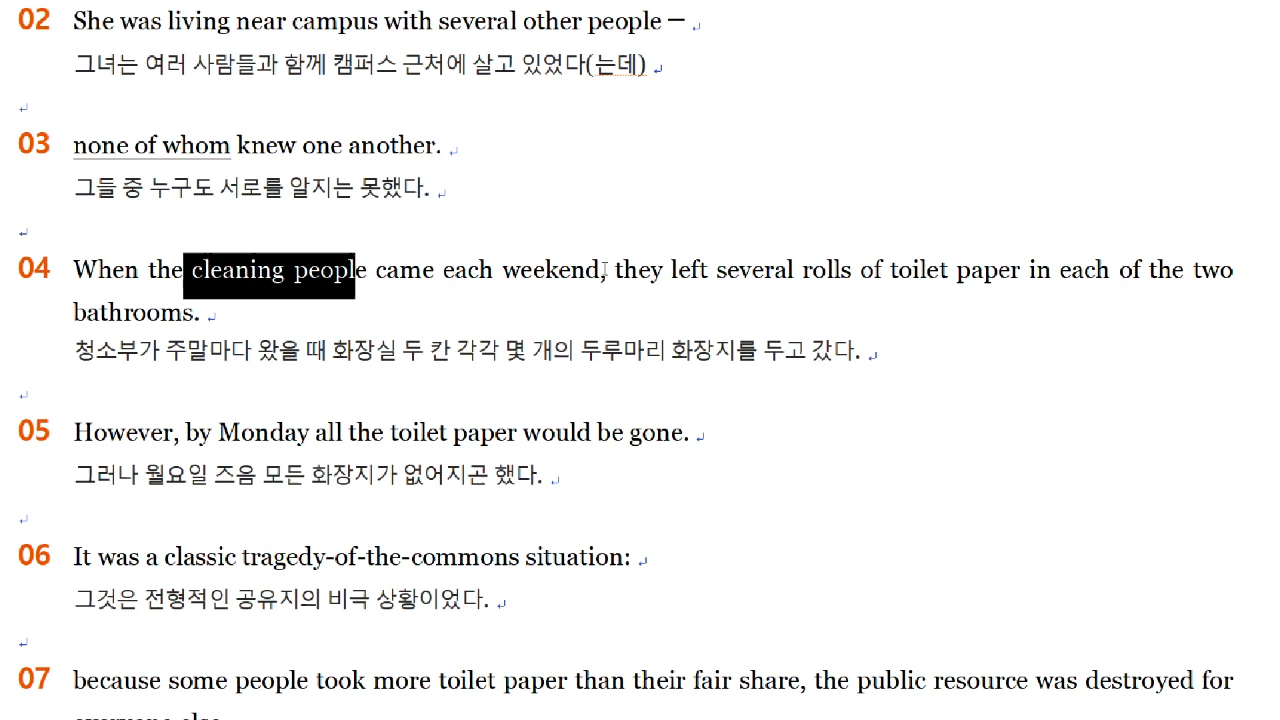 02 She was living near campus with several other people –
그녀는 여러 사람들과 함께 캠퍼스 근처에 살고 있었다(는데)
03 none of whom knew one another.
그들 중 누구도 서로를 알지는 못했다.
04 When the cleaning people came each weekend, they left several rolls of toilet paper in each of the two
bathrooms.
청소부가 주말마다 왔을 때 화장실 두 칸 각각 몇 개의 두루마리 화장지를 두고 갔다.
05 However, by Monday all the toilet paper would be gone.
그러나 월요일 즈음 모든 화장지가 없어지곤 했다.
06 It was a classic tragedy-of-the-commons situation:
그것은 전형적인 공유지의 비극 상황이었다.
07 because some people took more toilet paper than their fair share, the public resource was destroyed for
everyone else